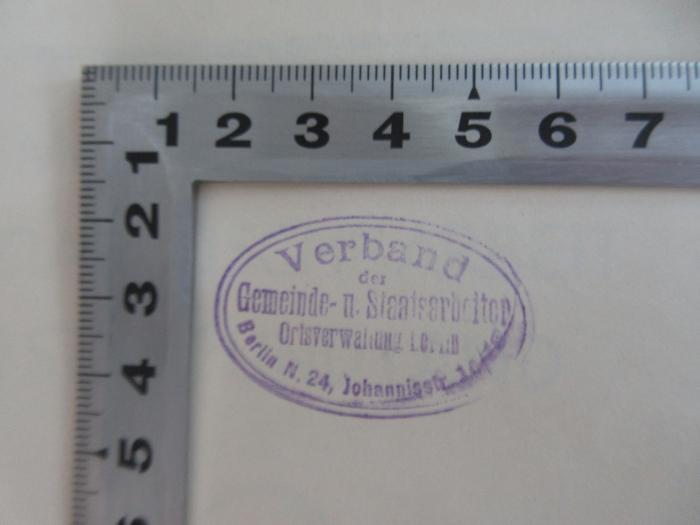 1 2 3 4 5 6 7
1
2
3
4
5
Verband
der
Gemeinde- u. Staatsarbeiter
Ortsverwaltung Berlin
Berlin N. 24, Johannisstr.